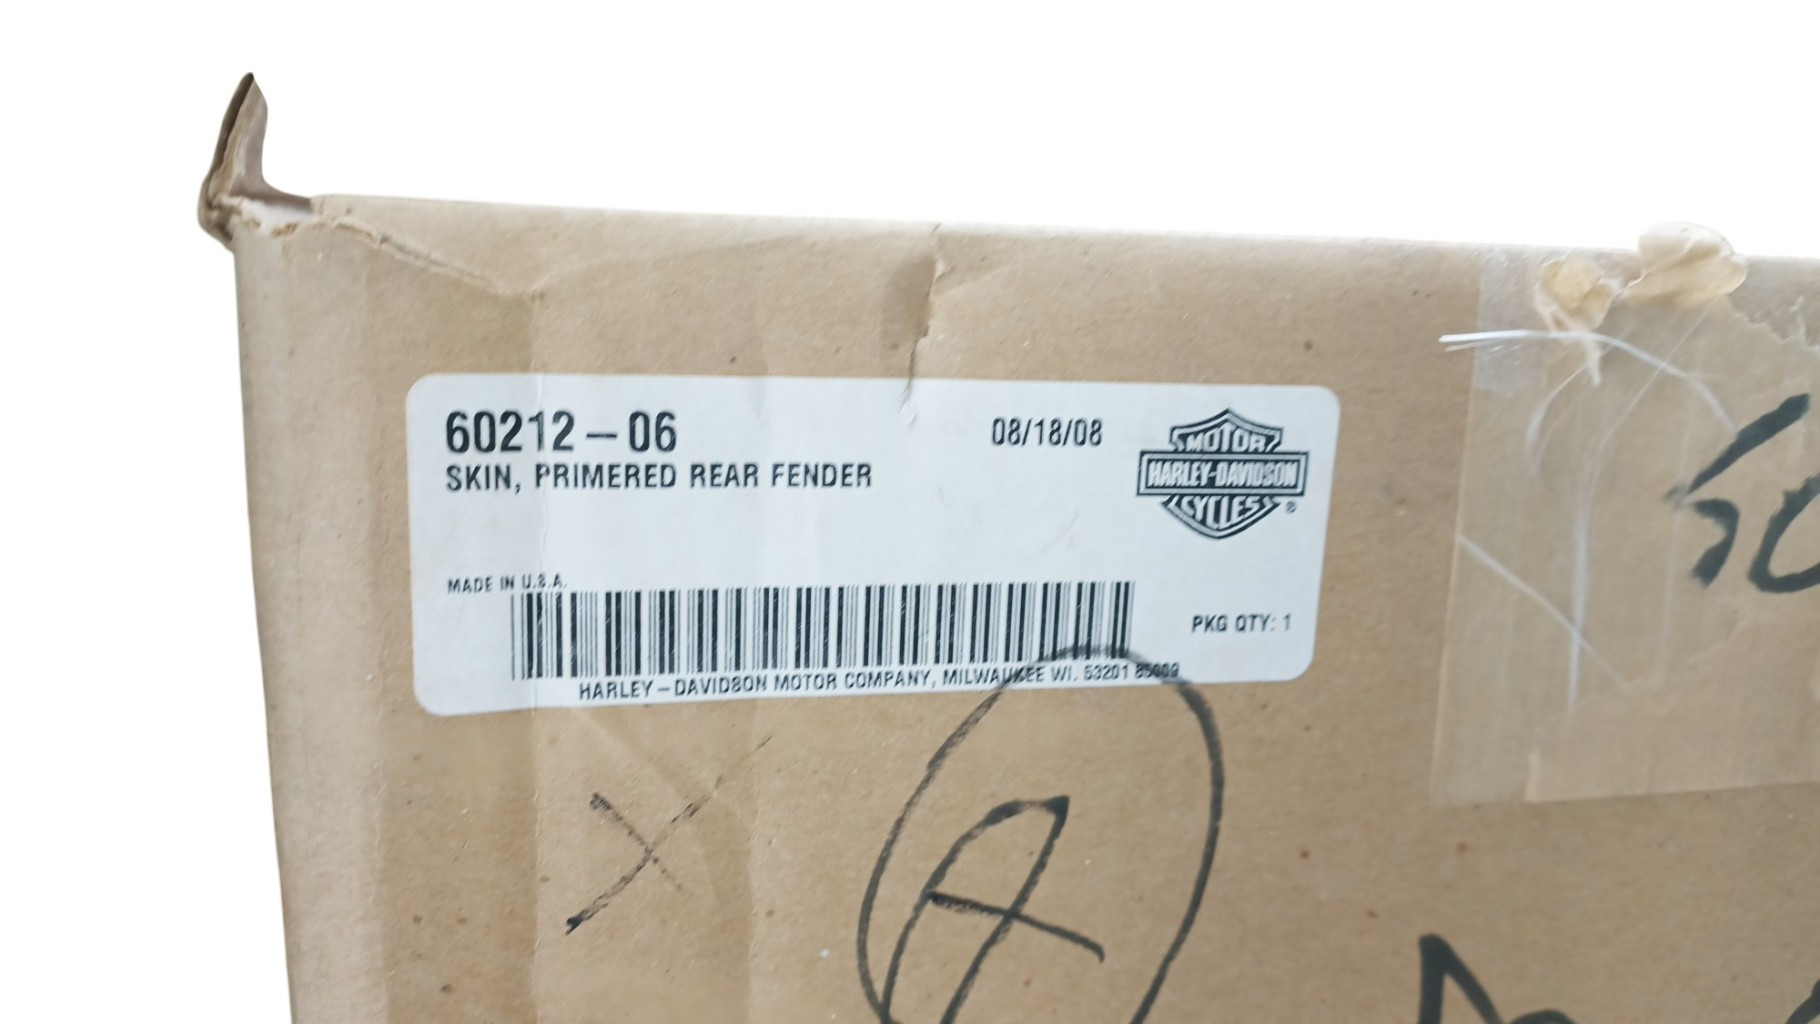 60212-06
08/18/08
SKIN, PRIMERED REAR FENDER
MOTOR
HARLEY-DAVIDSON
CYCLES ®
MADE IN U.S.A.
PKG QTY: 1
HARLEY-DAVIDSON MOTOR COMPANY, MILWAUKEE WI. 53201
X
A